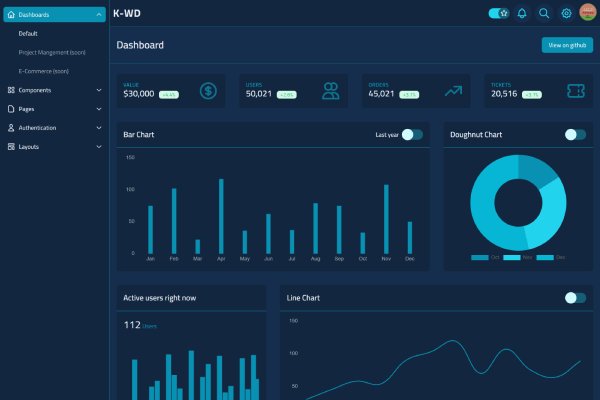 Dashboards
K-WD
Default
Project Mangement (soon)
E-Commerce (soon)
Components
Pages
Authentication
Layouts
Dashboard
View on github
VALUE
$30,000 +4.4%
USERS
50,021 +2.6%
ORDERS
45,021 +3.1%
TICKETS
20,516 +3.1%
Bar Chart
Last year
150
100
50
0
Jan Feb Mar Apr May Jun Jul Aug Sep Oct Nov Dec
Doughnut Chart
Oct Nov Dec
Active users right now
112 Users
Line Chart
150
100
50